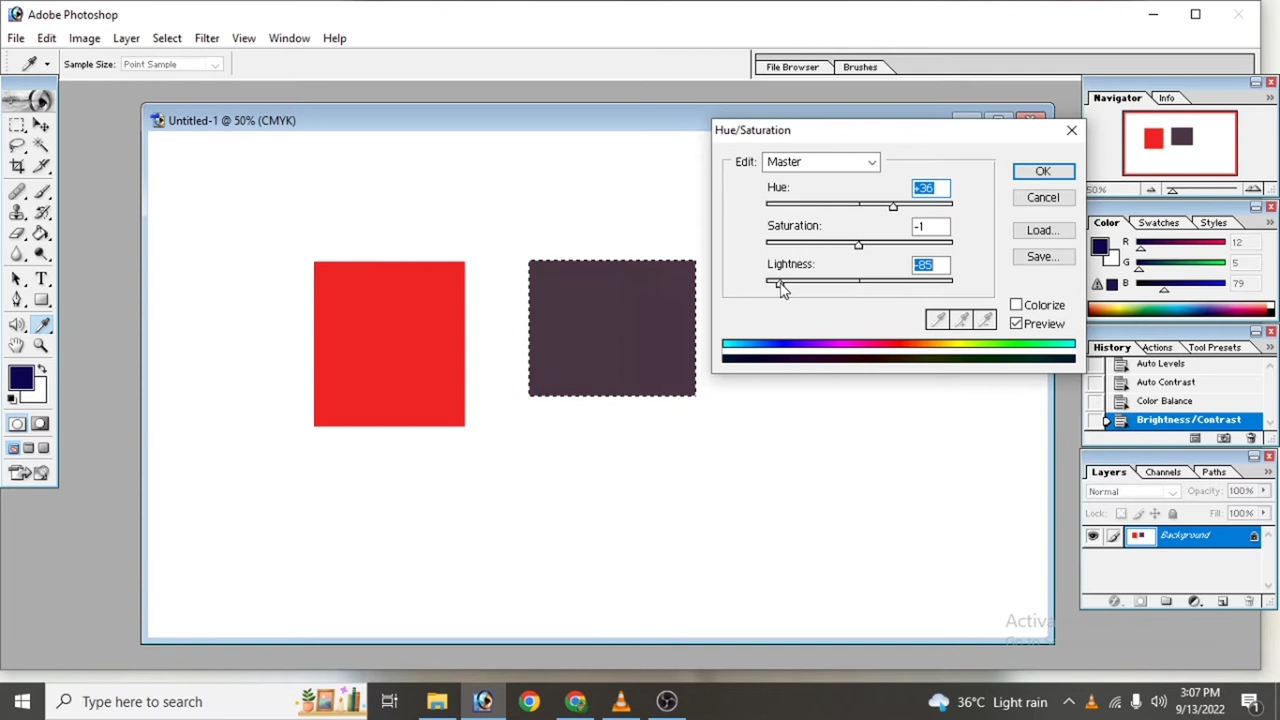 Adobe Photoshop
File Edit Image Layer Select Filter View Window Help
Sample Size: Point Sample
File Browser Brushes
Untitled-1 @ 50% (CMYK)
Hue/Saturation
Edit: Master
Hue: +36
Saturation: -1
Lightness: -85
OK
Cancel
Load...
Save...
Colorize
Preview
Navigator Info
50%
Color Swatches Styles
R 12
G 5
B 79
History Actions Tool Presets
Auto Levels
Auto Contrast
Color Balance
Brightness/Contrast
Layers Channels Paths
Normal Opacity: 100%
Lock: Fill: 100%
Background
Activa
Type here to search
36°C Light rain
3:07 PM
9/13/2022
1